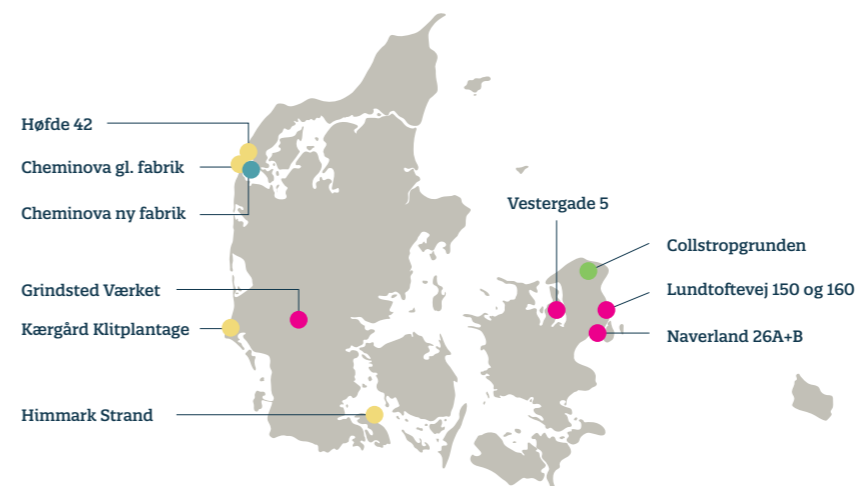 Høfde 42
Cheminova gl. fabrik
Cheminova ny fabrik
Grindsted Værket
Kærgård Klitplantage
Himmark Strand
Vestergade 5
Collstropgrunden
Lundtoftevej 150 og 160
Naverland 26A+B